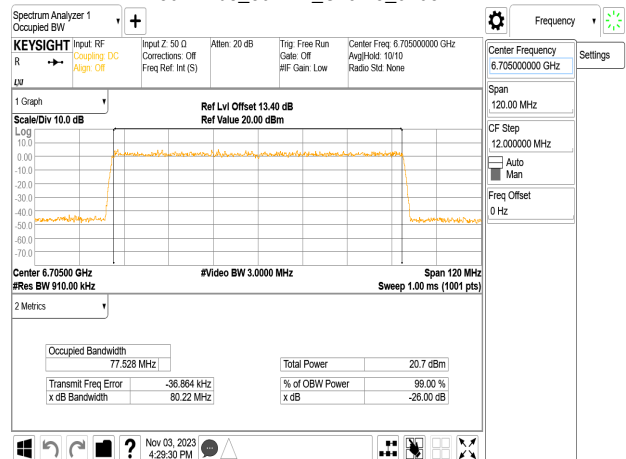 Spectrum Analyzer 1
Occupied BW
Frequency
KEYSIGHT
R
LXI
Input: RF
Coupling: DC
Align: Off
Input Z: 50 Ω
Corrections: Off
Freq Ref: Int (S)
Atten: 20 dB
Trig: Free Run
Gate: Off
#IF Gain: Low
Center Freq: 6.705000000 GHz
Avg|Hold: 10/10
Radio Std: None
Center Frequency
6.705000000 GHz
Settings
Span
120.00 MHz
CF Step
12.000000 MHz
Auto
Man
Freq Offset
0 Hz
1 Graph
Scale/Div 10.0 dB
Ref Lvl Offset 13.40 dB
Ref Value 20.00 dBm
Log
10.0
0.00
-10.0
-20.0
-30.0
-40.0
-50.0
-60.0
-70.0
Center 6.70500 GHz
#Video BW 3.0000 MHz
Span 120 MHz
#Res BW 910.00 kHz
Sweep 1.00 ms (1001 pts)
2 Metrics
Occupied Bandwidth
77.528 MHz
Total Power 20.7 dBm
Transmit Freq Error -36.864 kHz
% of OBW Power 99.00 %
x dB Bandwidth 80.22 MHz
x dB -26.00 dB
?
Nov 03, 2023
4:29:30 PM